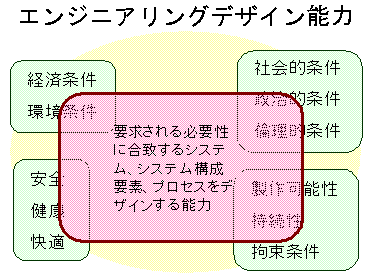 エンジニアリングデザイン能力
経済条件
環境条件
社会的条件
政治的条件
倫理的条件
要求される必要性
に合致するシステ
ム、システム構成
要素、プロセスをデ
ザインする能力
安全
健康
快適
製作可能性
持続性
拘束条件